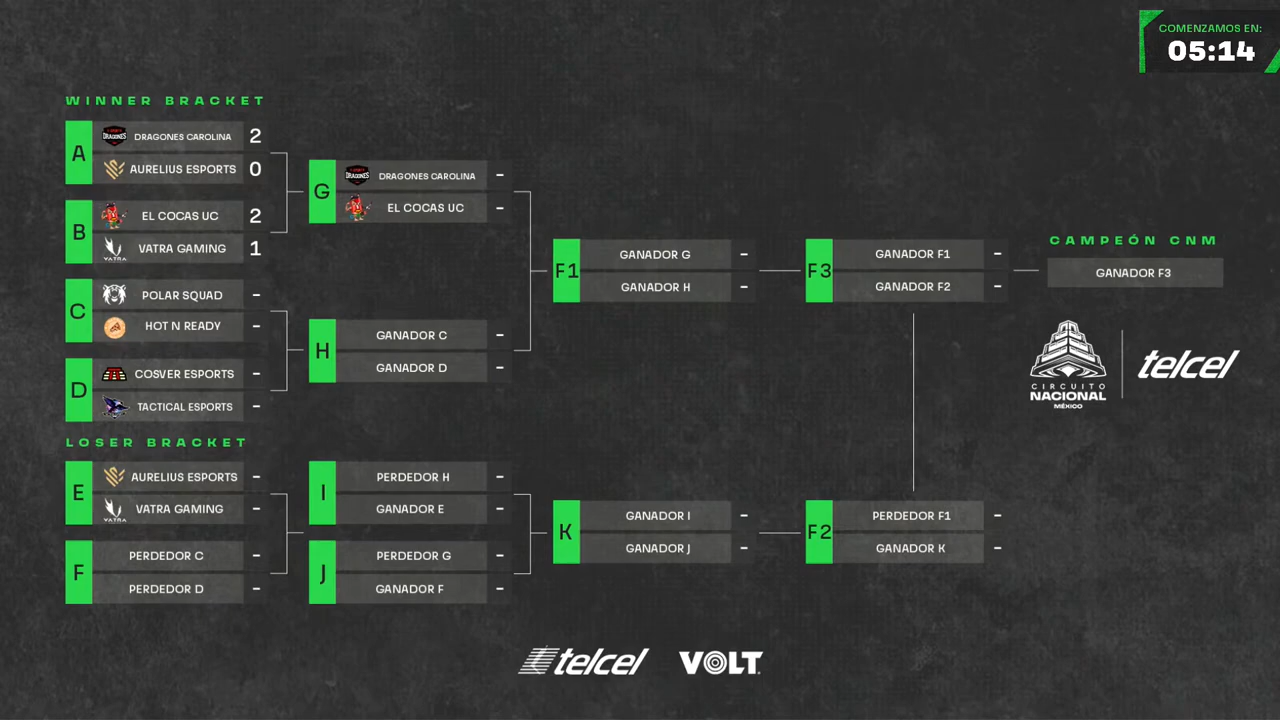 COMENZAMOS EN:
05:14
WINNER BRACKET
A
DRAGONES CAROLINA 2
AURELIUS ESPORTS 0
B
EL COCAS UC 2
VATRA GAMING 1
C
POLAR SQUAD -
HOT N READY -
D
COSVER ESPORTS -
TACTICAL ESPORTS -
G
DRAGONES CAROLINA -
EL COCAS UC -
H
GANADOR C -
GANADOR D -
F1
GANADOR G -
GANADOR H -
F3
GANADOR F1 -
GANADOR F2 -
CAMPEÓN CNM
GANADOR F3
CIRCUITO
NACIONAL
MÉXICO
telcel
LOSER BRACKET
E
AURELIUS ESPORTS -
VATRA GAMING -
F
PERDEDOR C -
PERDEDOR D -
I
PERDEDOR H -
GANADOR E -
J
PERDEDOR G -
GANADOR F -
K
GANADOR I -
GANADOR J -
F2
PERDEDOR F1 -
GANADOR K -
telcel VOLT